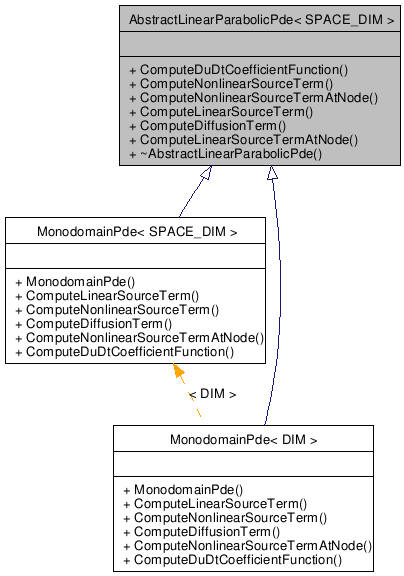 AbstractLinearParabolicPde< SPACE_DIM >
+ ComputeDuDtCoefficientFunction()
+ ComputeNonlinearSourceTerm()
+ ComputeNonlinearSourceTermAtNode()
+ ComputeLinearSourceTerm()
+ ComputeDiffusionTerm()
+ ComputeLinearSourceTermAtNode()
+ ~AbstractLinearParabolicPde()
MonodomainPde< SPACE_DIM >
+ MonodomainPde()
+ ComputeLinearSourceTerm()
+ ComputeNonlinearSourceTerm()
+ ComputeDiffusionTerm()
+ ComputeNonlinearSourceTermAtNode()
+ ComputeDuDtCoefficientFunction()
< DIM >
MonodomainPde< DIM >
+ MonodomainPde()
+ ComputeLinearSourceTerm()
+ ComputeNonlinearSourceTerm()
+ ComputeDiffusionTerm()
+ ComputeNonlinearSourceTermAtNode()
+ ComputeDuDtCoefficientFunction()